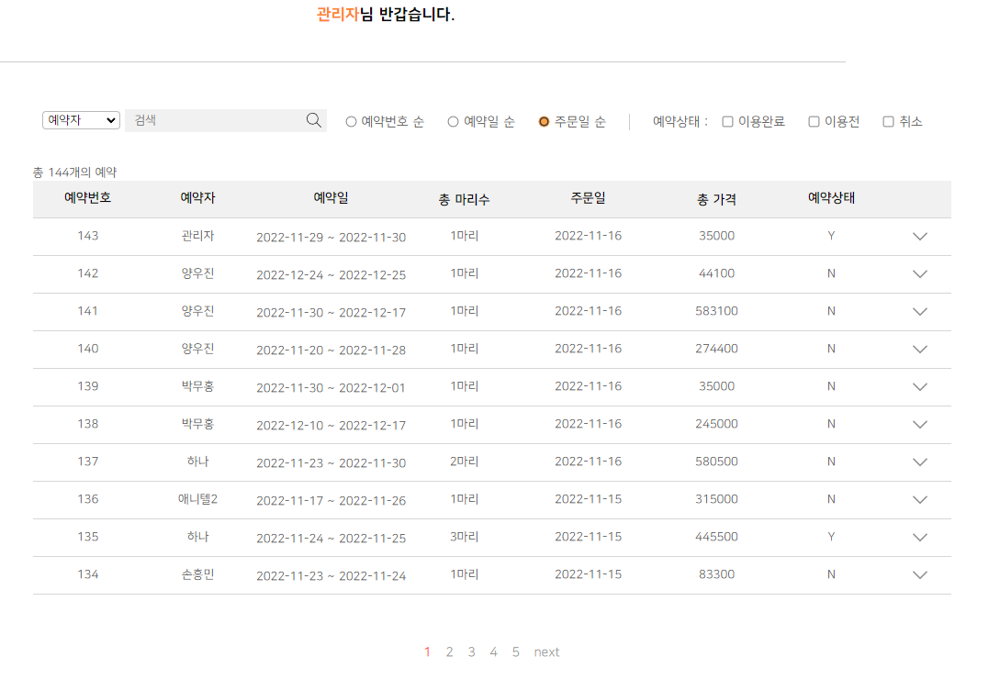 관리자님 반갑습니다.
예약자 검색 예약번호 순 예약일 순 주문일 순 예약상태 : 이용완료 이용전 취소
총 144개의 예약
예약번호 예약자 예약일 총 마리수 주문일 총 가격 예약상태
143 관리자 2022-11-29 ~ 2022-11-30 1마리 2022-11-16 35000 Y
142 양우진 2022-12-24 ~ 2022-12-25 1마리 2022-11-16 44100 N
141 양우진 2022-11-30 ~ 2022-12-17 1마리 2022-11-16 583100 N
140 양우진 2022-11-20 ~ 2022-11-28 1마리 2022-11-16 274400 N
139 박무홍 2022-11-30 ~ 2022-12-01 1마리 2022-11-16 35000 N
138 박무홍 2022-12-10 ~ 2022-12-17 1마리 2022-11-16 245000 N
137 하나 2022-11-23 ~ 2022-11-30 2마리 2022-11-16 580500 N
136 애니텔2 2022-11-17 ~ 2022-11-26 1마리 2022-11-15 315000 N
135 하나 2022-11-24 ~ 2022-11-25 3마리 2022-11-15 445500 Y
134 손흥민 2022-11-23 ~ 2022-11-24 1마리 2022-11-15 83300 N
1 2 3 4 5 next